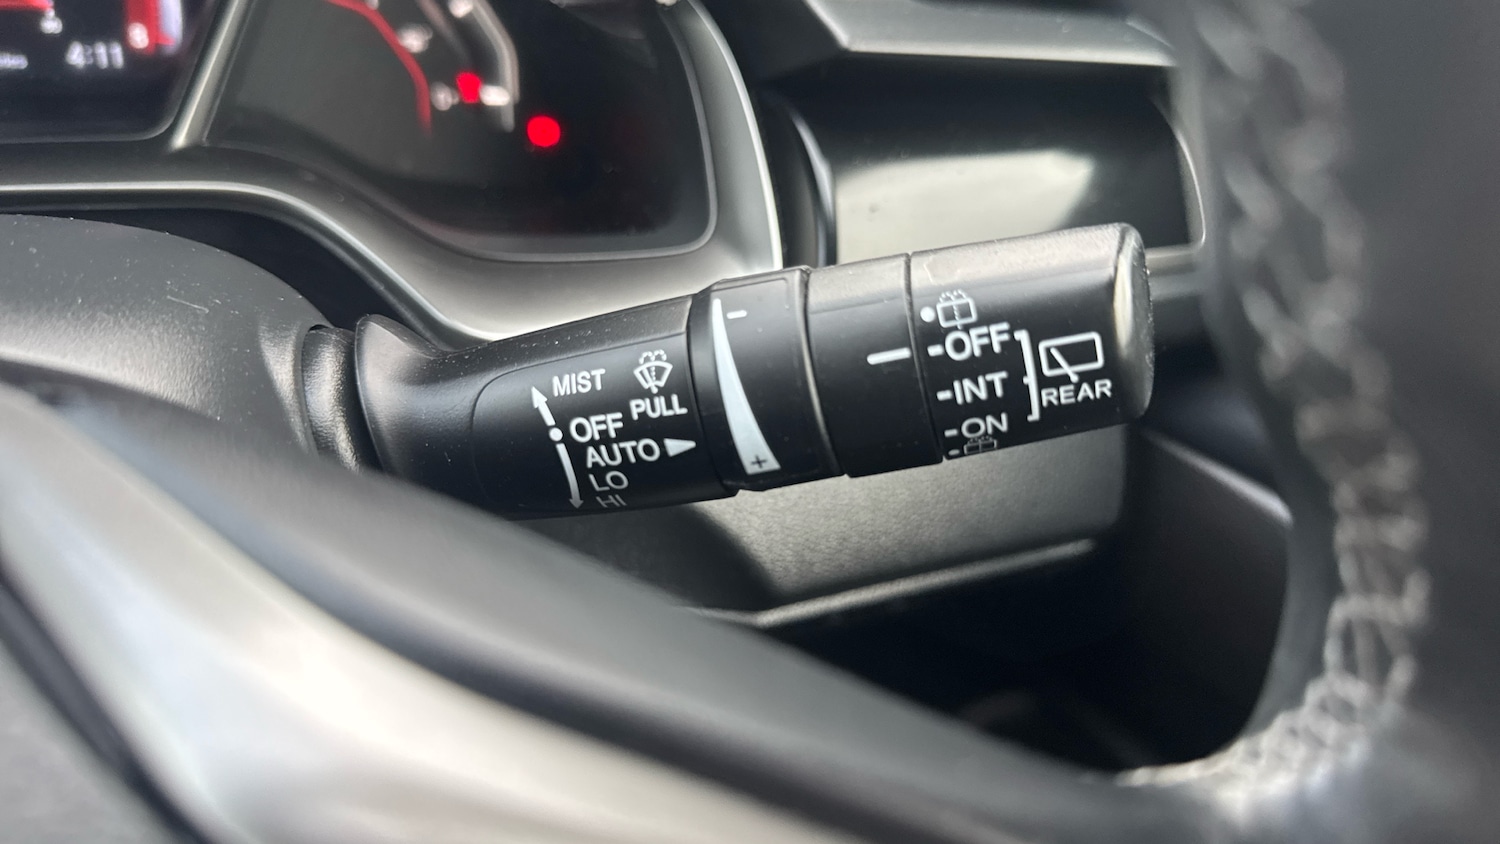 4:11
MIST
PULL
OFF
AUTO
LO
HI
-
+
OFF
INT
ON
REAR